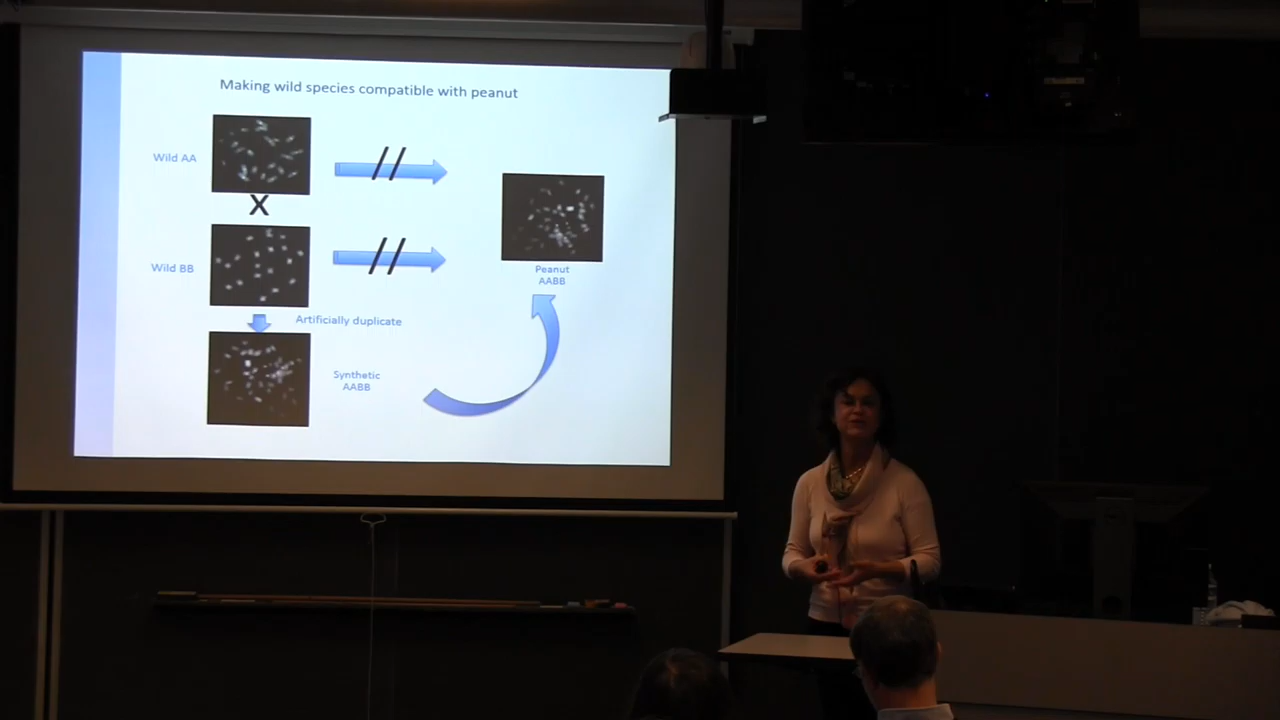 Making wild species compatible with peanut
Wild AA
X
Wild BB
Artificially duplicate
Synthetic
AABB
Peanut
AABB